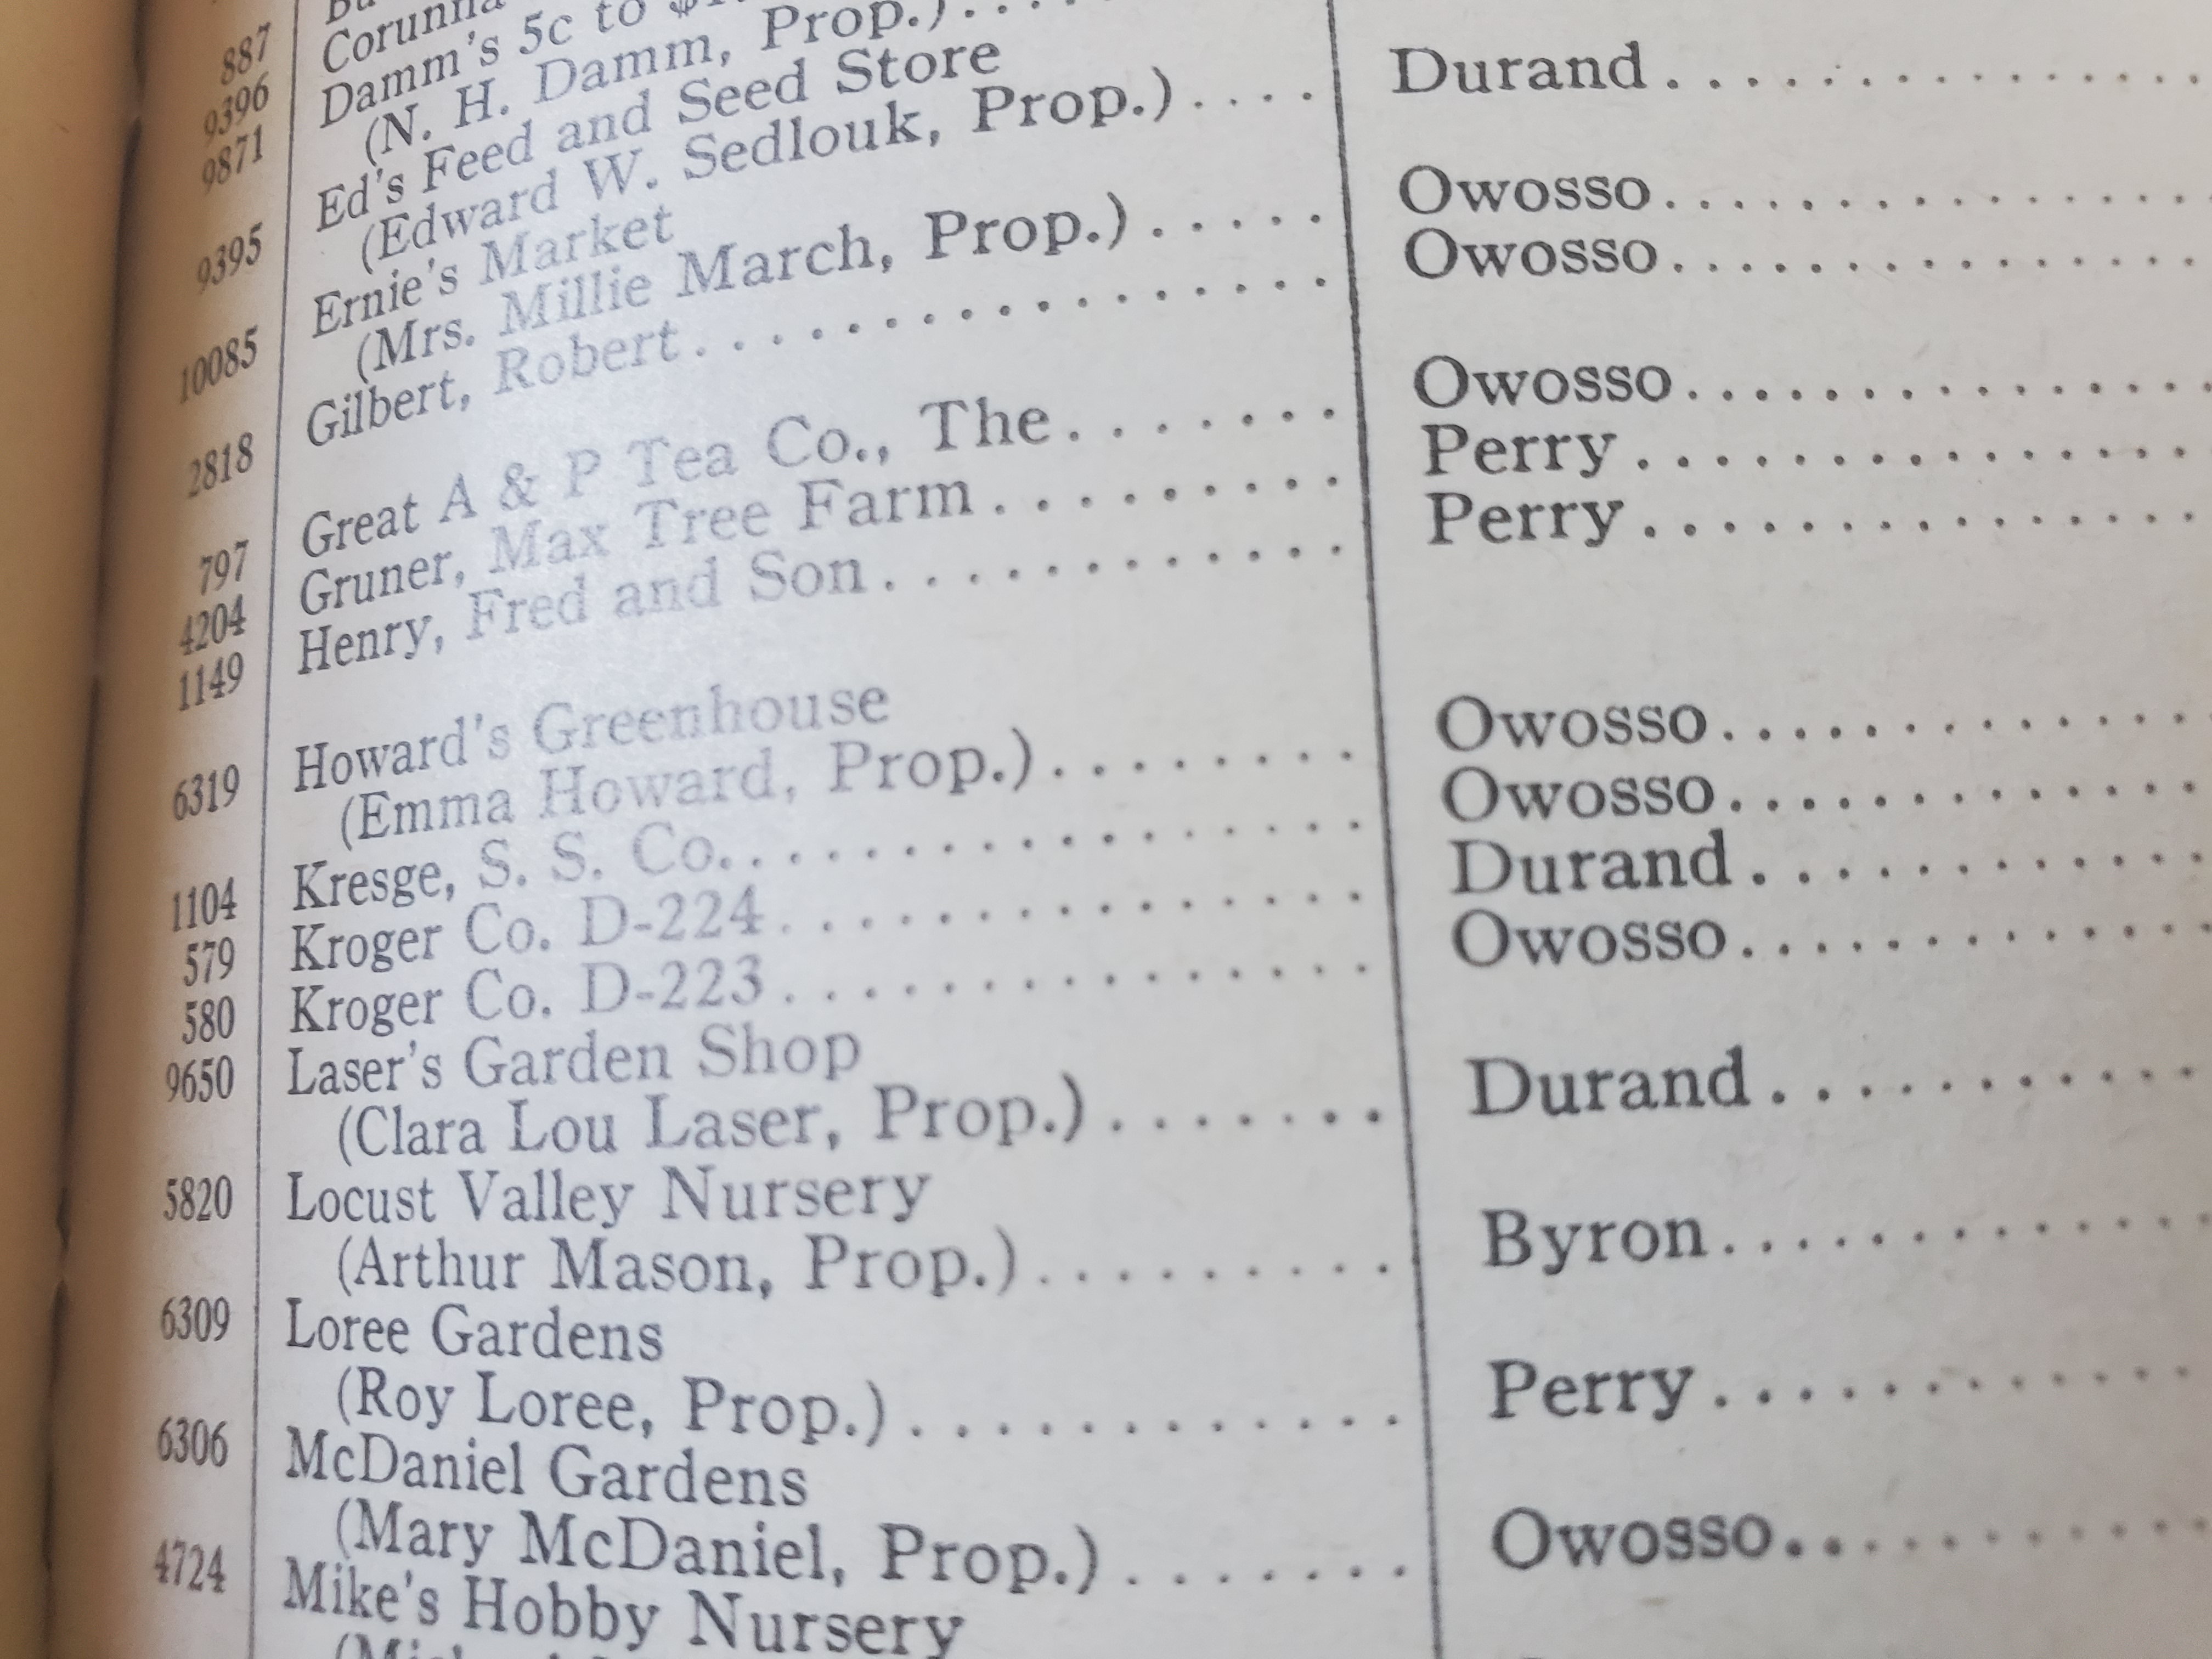 887
9396 Corunna
9871 Damm's 5c to
(N. H. Damm, Prop.)....
9395 Ed's Feed and Seed Store
(Edward W. Sedlouk, Prop.).... Durand................
10085 Ernie's Market
(Mrs. Millie March, Prop.)..... Owosso................
2818 Gilbert, Robert................. Owosso................
797 Great A & P Tea Co., The....... Owosso................
4204 Gruner, Max Tree Farm......... Perry................
1149 Henry, Fred and Son............ Perry................
6319 Howard's Greenhouse
(Emma Howard, Prop.)........ Owosso..............
1104 Kresge, S. S. Co................. Owosso..............
579 Kroger Co. D-224............... Durand.............
580 Kroger Co. D-223............... Owosso.............
9650 Laser's Garden Shop
(Clara Lou Laser, Prop.)....... Durand.............
5820 Locust Valley Nursery
(Arthur Mason, Prop.).......... Byron..............
6309 Loree Gardens
(Roy Loree, Prop.)............. Perry..............
6306 McDaniel Gardens
(Mary McDaniel, Prop.)....... Owosso............
4724 Mike's Hobby Nursery